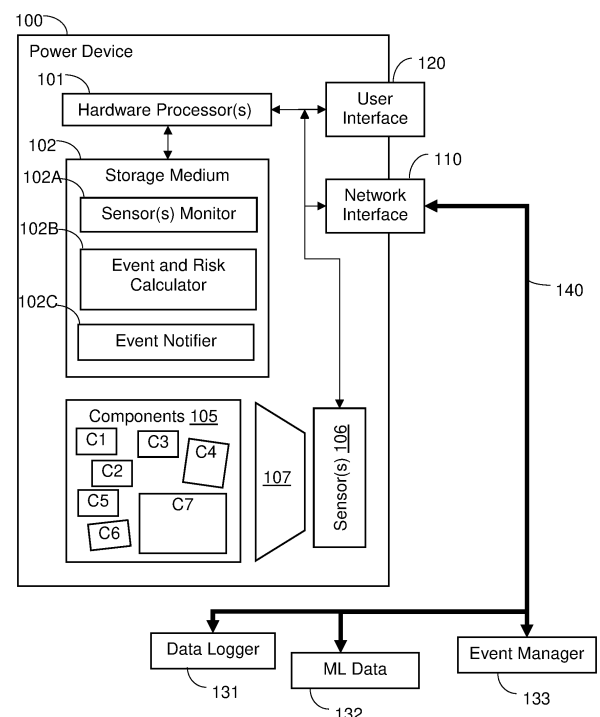 100
Power Device
101
Hardware Processor(s)
120
User
Interface
102
Storage Medium
110
Network
Interface
102A
Sensor(s) Monitor
102B
Event and Risk
Calculator
102C
Event Notifier
140
Components 105
C1
C3
C4
C2
C5
C7
C6
107
Sensor(s) 106
Data Logger
131
ML Data
132
Event Manager
133